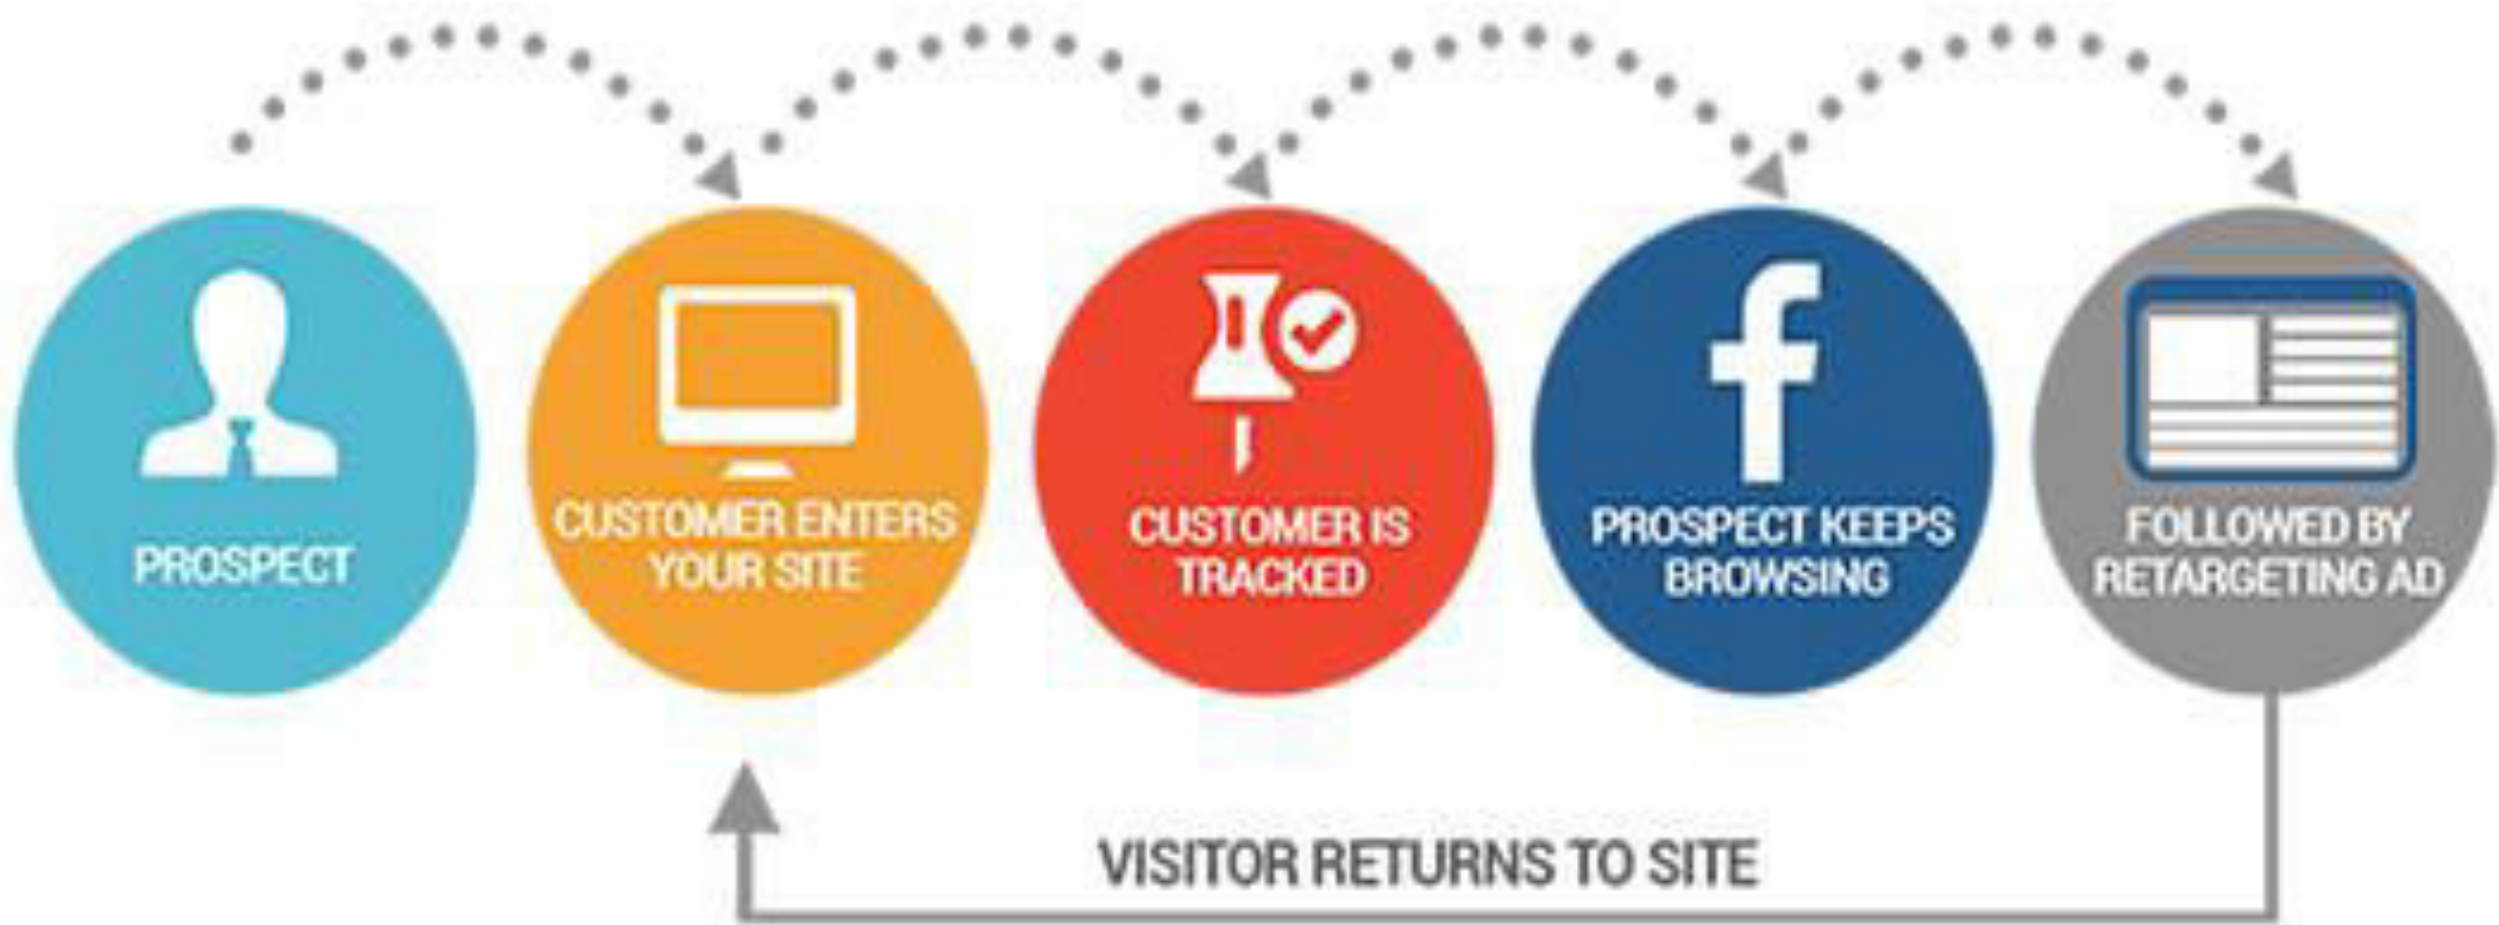 PROSPECT
CUSTOMER ENTERS
YOUR SITE
CUSTOMER IS
TRACKED
PROSPECT KEEPS
BROWSING
FOLLOWED BY
RETARGETING AD
VISITOR RETURNS TO SITE